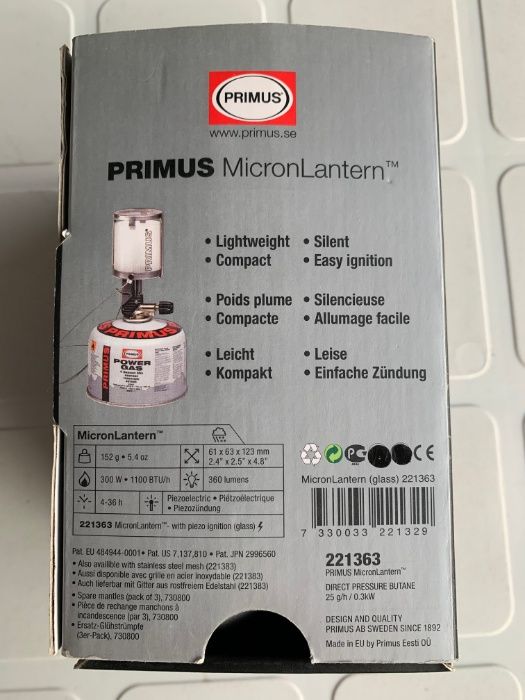 PRIMUS®
www.primus.se
PRIMUS MicronLantern™
• Lightweight • Silent
• Compact • Easy ignition
• Poids plume • Silencieuse
• Compacte • Allumage facile
• Leicht • Leise
• Kompakt • Einfache Zündung
PRIMUS
PRIMUS
PRIMUS
POWER GAS
MicronLantern™
152 g • 5,4 oz
61 x 63 x 123 mm
2.4" x 2.5" x 4.8"
300 W • 1100 BTU/h
360 lumens
4-36 h
• Piezoelectric • Piétzoélectrique
• Piezozündung
221363 MicronLantern™- with piezo ignition (glass)
Pat. EU 484944-0001• Pat. US 7,137,810 • Pat. JPN 2996560
• Also availible with stainless steel mesh (221383)
• Aussi disponible avec grille en acier inoxydable (221383)
• Auch lieferbar mit Gitter aus rostfreiem Edelstahl (221383)
• Spare mantles (pack of 3), 730800
• Pièce de rechange manchons à
incandescence (par 3), 730800
• Ersatz-Glühstrümpfe
(3er-Pack), 730800
CE
MicronLantern (glass) 221363
7 330033 221329
221363
PRIMUS MicronLantern™
DIRECT PRESSURE BUTANE
25 g/h / 0.3kW
DESIGN AND QUALITY
PRIMUS AB SWEDEN SINCE 1892
Made in EU by Primus Eesti OÜ